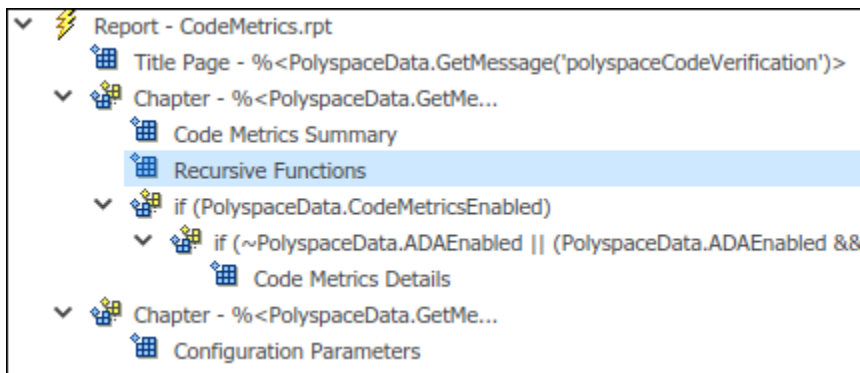 Report - CodeMetrics.rpt
Title Page - %<PolyspaceData.GetMessage('polyspaceCodeVerification')>
Chapter - %<PolyspaceData.GetMe...
Code Metrics Summary
Recursive Functions
if (PolyspaceData.CodeMetricsEnabled)
if (~PolyspaceData.ADAEnabled || (PolyspaceData.ADAEnabled &&
Code Metrics Details
Chapter - %<PolyspaceData.GetMe...
Configuration Parameters